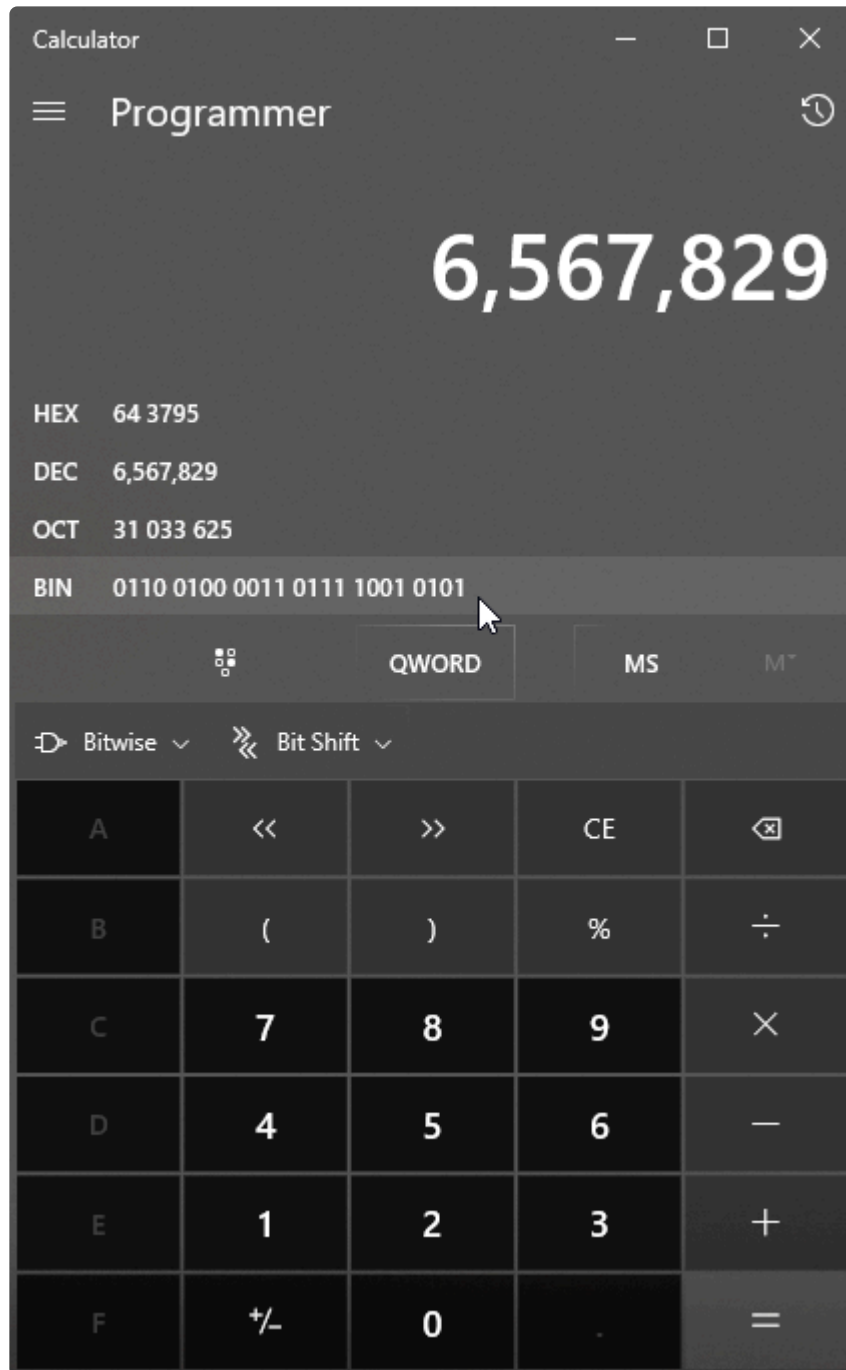 Calculator
Programmer
6,567,829
HEX 64 3795
DEC 6,567,829
OCT 31 033 625
BIN 0110 0100 0011 0111 1001 0101
QWORD MS M˅
Bitwise Bit Shift
A << >> CE
B ( ) % ÷
C 7 8 9 ×
D 4 5 6 −
E 1 2 3 +
F +/− 0 . =